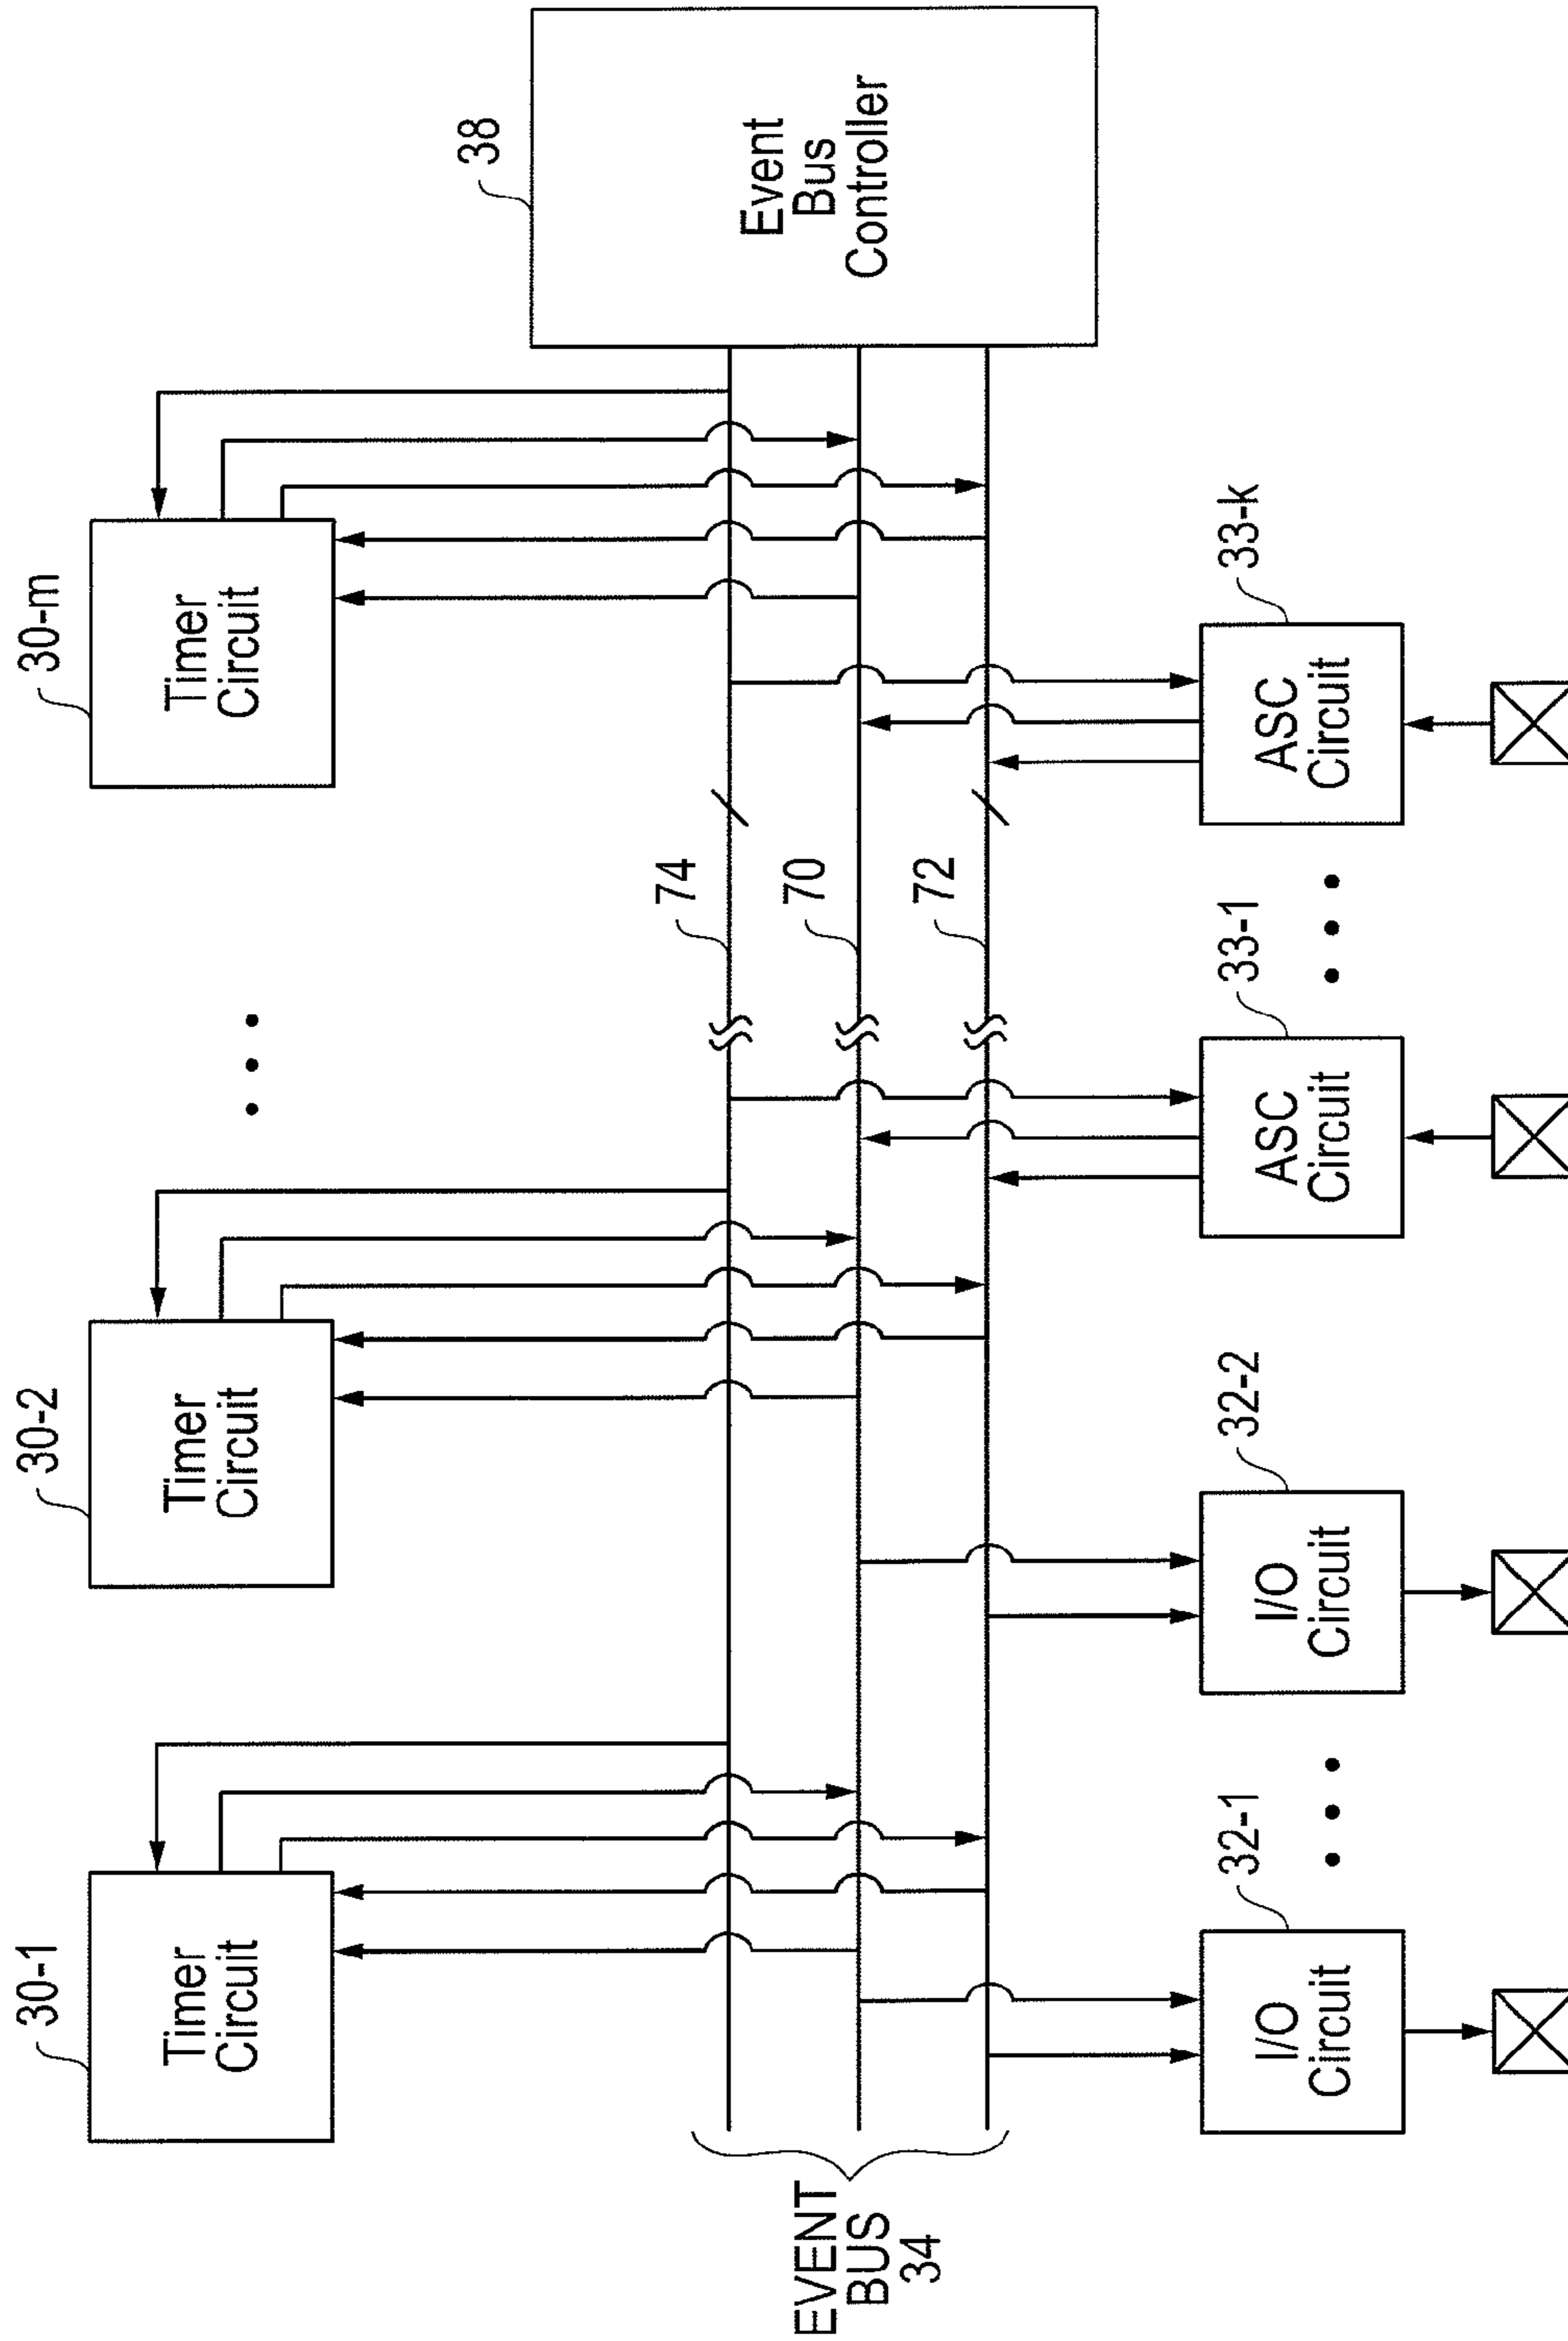 30-1
Timer
Circuit
30-2
Timer
Circuit
30-m
Timer
Circuit
38
Event
Bus
Controller
74
70
72
EVENT
BUS
34
32-1
I/O
Circuit
32-2
I/O
Circuit
33-1
ASC
Circuit
33-k
ASC
Circuit